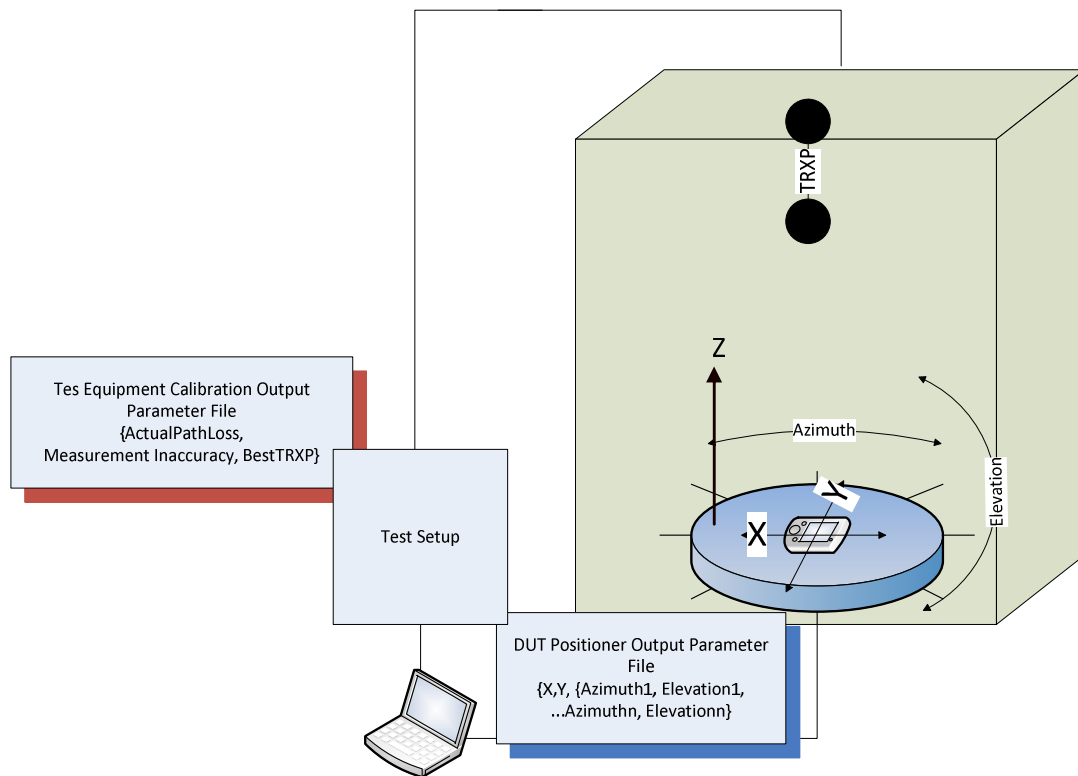 TRXP
Z
Azimuth
Elevation
Y
X
Tes Equipment Calibration Output
Parameter File
{ActualPathLoss,
Measurement Inaccuracy, BestTRXP}
Test Setup
DUT Positioner Output Parameter
File
{X,Y, {Azimuth1, Elevation1,
...Azimuthn, Elevationn}